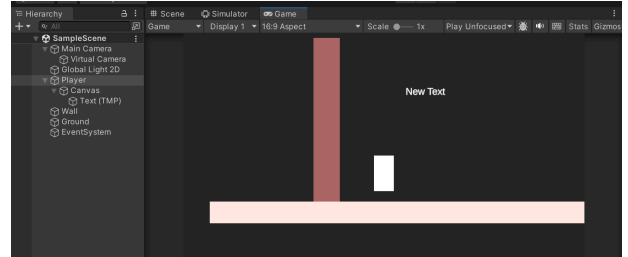 Hierarchy
Scene
Simulator
Game
All
Game
Display 1
16:9 Aspect
Scale
1x
Play Unfocused
Stats
Gizmos
SampleScene
Main Camera
Virtual Camera
Global Light 2D
Player
Canvas
Text (TMP)
Wall
Ground
EventSystem
New Text